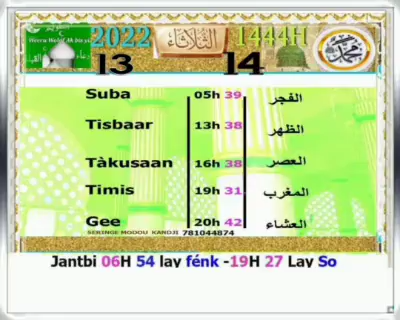 2022 الثلاثاء 1444H
13 14
Suba 05h 39 الفجر
Tisbaar 13h 38 الظهر
Tàkusaan 16h 38 العصر
Timis 19h 31 المغرب
Gee 20h 42 العشاء
SERINGE MODOU KANDJI 781044874
Jantbi 06H 54 lay fénk -19H 27 Lay So